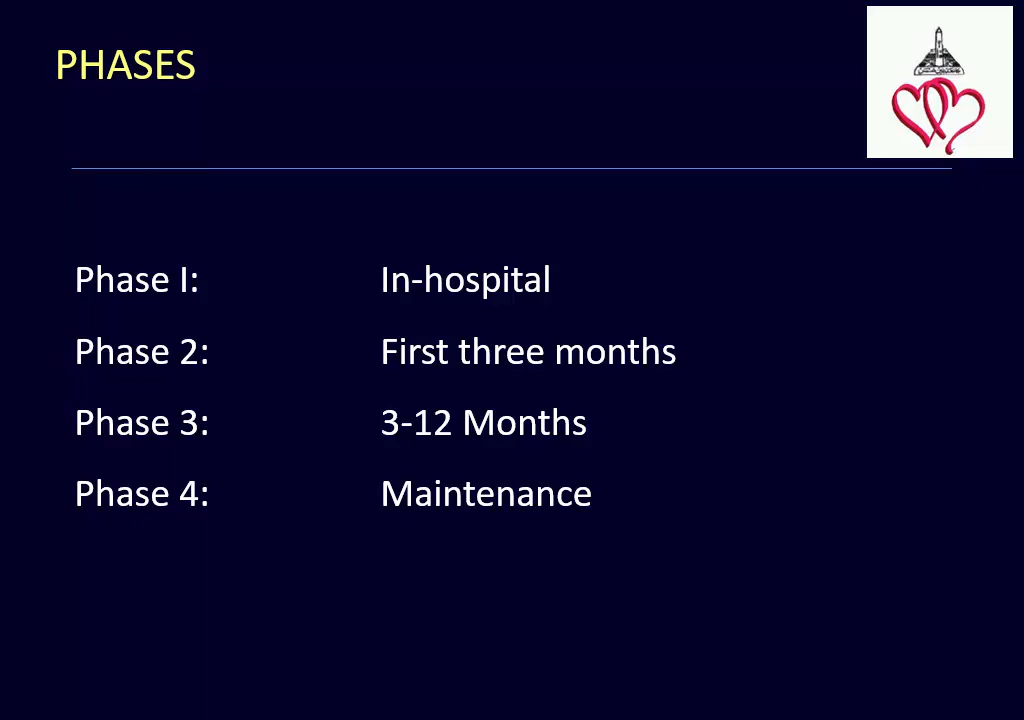 PHASES
Phase I: In-hospital
Phase 2: First three months
Phase 3: 3-12 Months
Phase 4: Maintenance